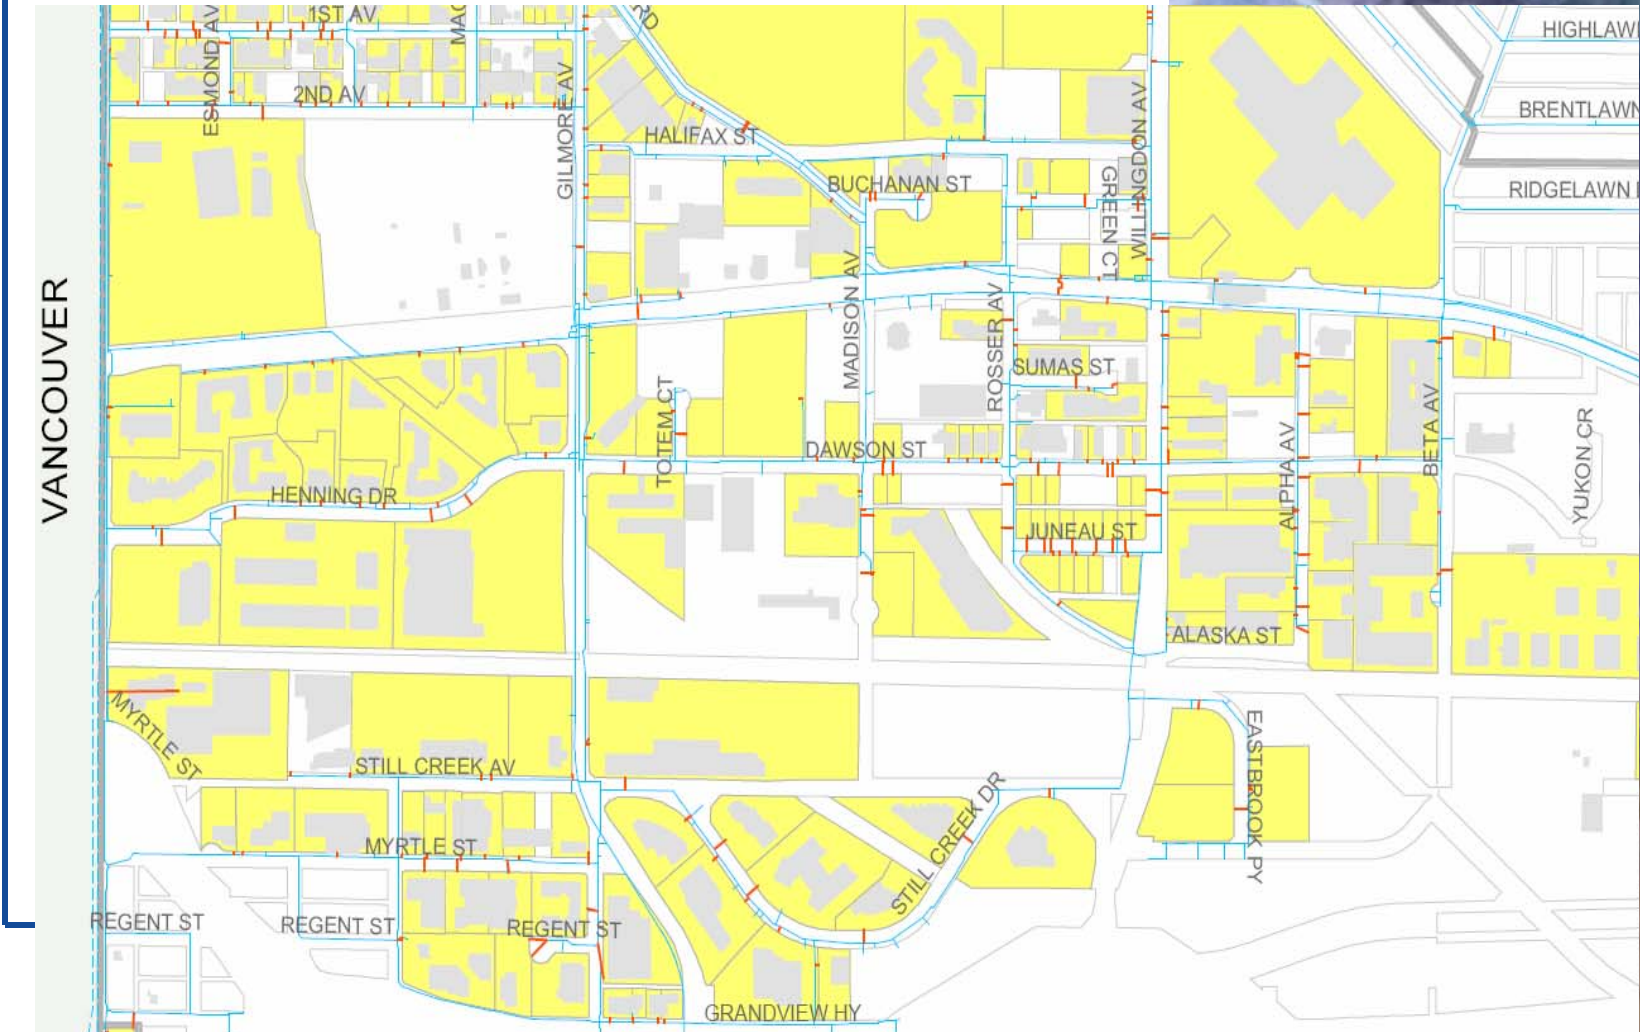 1ST AV
RD
HIGHLAWN
ESMOND AV
GILMORE AV
2ND AV
BRENTLAWN
HALIFAX ST
WILLINGDON AV
BUCHANAN ST
GREEN CT
RIDGELAWN
VANCOUVER
MADISON AV
ROSSER AV
SUMAS ST
TOTEM CT
BETA AV
DAWSON ST
ALPHA AV
YUKON CR
HENNING DR
JUNEAU ST
ALASKA ST
MYRTLE ST
EASTBROOK PY
STILL CREEK AV
STILL CREEK DR
MYRTLE ST
REGENT ST
REGENT ST
REGENT ST
GRANDVIEW HY